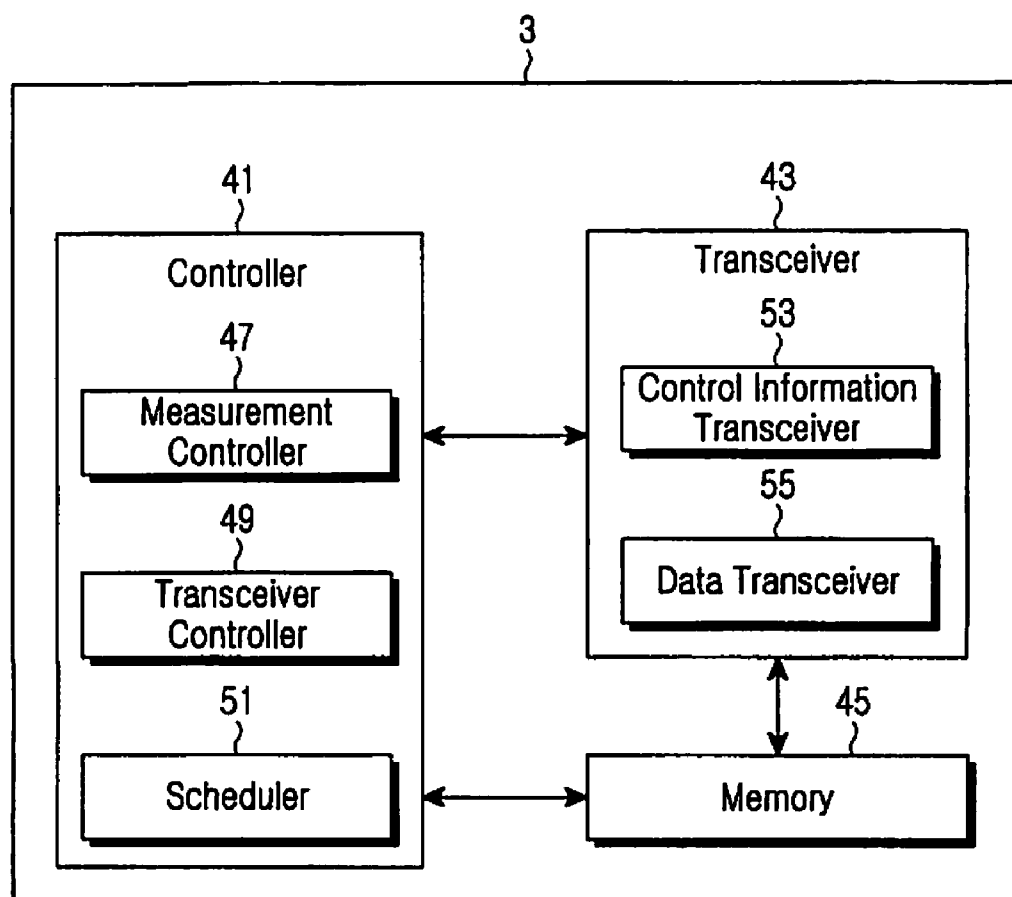 3
41
Controller
47
Measurement
Controller
49
Transceiver
Controller
51
Scheduler
43
Transceiver
53
Control Information
Transceiver
55
Data Transceiver
45
Memory